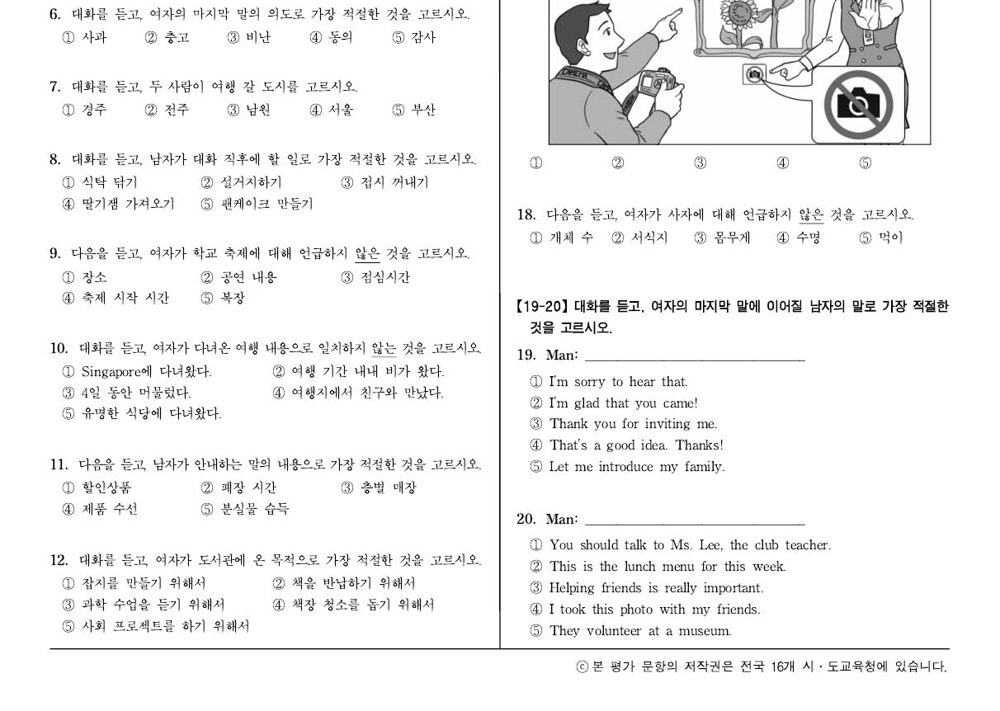 6. 대화를 듣고, 여자의 마지막 말의 의도로 가장 적절한 것을 고르시오.
① 사과 ② 충고 ③ 비난 ④ 동의 ⑤ 감사
7. 대화를 듣고, 두 사람이 여행 갈 도시를 고르시오.
① 경주 ② 전주 ③ 남원 ④ 서울 ⑤ 부산
8. 대화를 듣고, 남자가 대화 직후에 할 일로 가장 적절한 것을 고르시오.
① 식탁 닦기 ② 설거지하기 ③ 접시 꺼내기
④ 딸기잼 가져오기 ⑤ 팬케이크 만들기
9. 다음을 듣고, 여자가 학교 축제에 대해 언급하지 않은 것을 고르시오.
① 장소 ② 공연 내용 ③ 점심시간
④ 축제 시작 시간 ⑤ 복장
10. 대화를 듣고, 여자가 다녀온 여행 내용으로 일치하지 않는 것을 고르시오.
① Singapore에 다녀왔다. ② 여행 기간 내내 비가 왔다.
③ 4일 동안 머물렀다. ④ 여행지에서 친구와 만났다.
⑤ 유명한 식당에 다녀왔다.
11. 다음을 듣고, 남자가 안내하는 말의 내용으로 가장 적절한 것을 고르시오.
① 할인상품 ② 폐장 시간 ③ 층별 매장
④ 제품 수선 ⑤ 분실물 습득
12. 대화를 듣고, 여자가 도서관에 온 목적으로 가장 적절한 것을 고르시오.
① 잡지를 만들기 위해서 ② 책을 반납하기 위해서
③ 과학 수업을 듣기 위해서 ④ 책장 청소를 돕기 위해서
⑤ 사회 프로젝트를 하기 위해서
CAMERA CAMERA
① ② ③ ④ ⑤
18. 다음을 듣고, 여자가 사자에 대해 언급하지 않은 것을 고르시오.
① 개체 수 ② 서식지 ③ 몸무게 ④ 수명 ⑤ 먹이
【19-20】 대화를 듣고, 여자의 마지막 말에 이어질 남자의 말로 가장 적절한
것을 고르시오.
19. Man: ______________________________
① I'm sorry to hear that.
② I'm glad that you came!
③ Thank you for inviting me.
④ That's a good idea. Thanks!
⑤ Let me introduce my family.
20. Man: ______________________________
① You should talk to Ms. Lee, the club teacher.
② This is the lunch menu for this week.
③ Helping friends is really important.
④ I took this photo with my friends.
⑤ They volunteer at a museum.
ⓒ 본 평가 문항의 저작권은 전국 16개 시·도교육청에 있습니다.